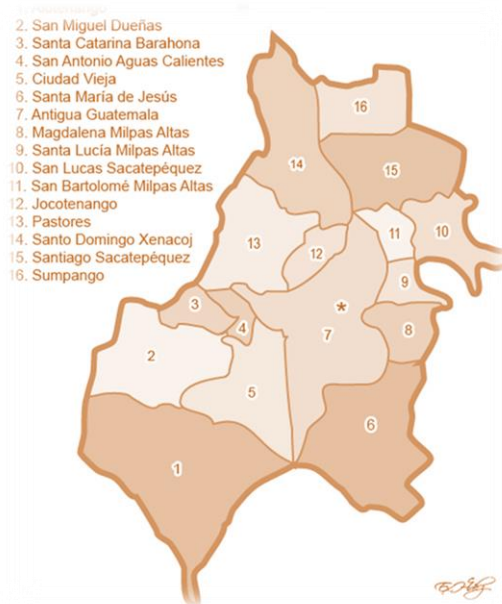 2. San Miguel Dueñas
3. Santa Catarina Barahona
4. San Antonio Aguas Calientes
5. Ciudad Vieja
6. Santa María de Jesús
7. Antigua Guatemala
8. Magdalena Milpas Altas
9. Santa Lucía Milpas Altas
10. San Lucas Sacatepéquez
11. San Bartolomé Milpas Altas
12. Jocotenango
13. Pastores
14. Santo Domingo Xenacoj
15. Santiago Sacatepéquez
16. Sumpango
16
14
15
10
11
13
12
9
3
4
* 
7
8
2
5
6
1